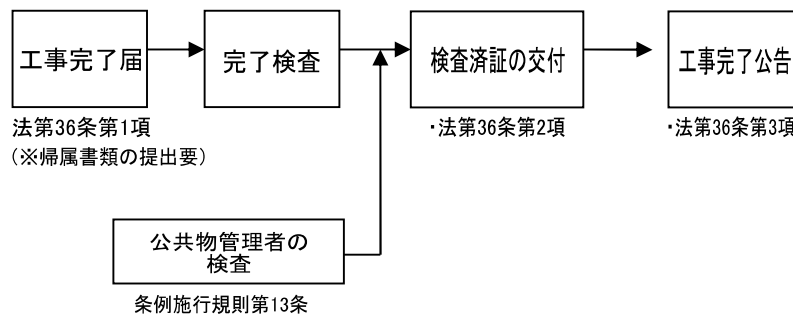 工事完了届
完了検査
検査済証の交付
工事完了公告
法第36条第1項
(※帰属書類の提出要)
・法第36条第2項
・法第36条第3項
公共物管理者の
検査
条例施行規則第13条